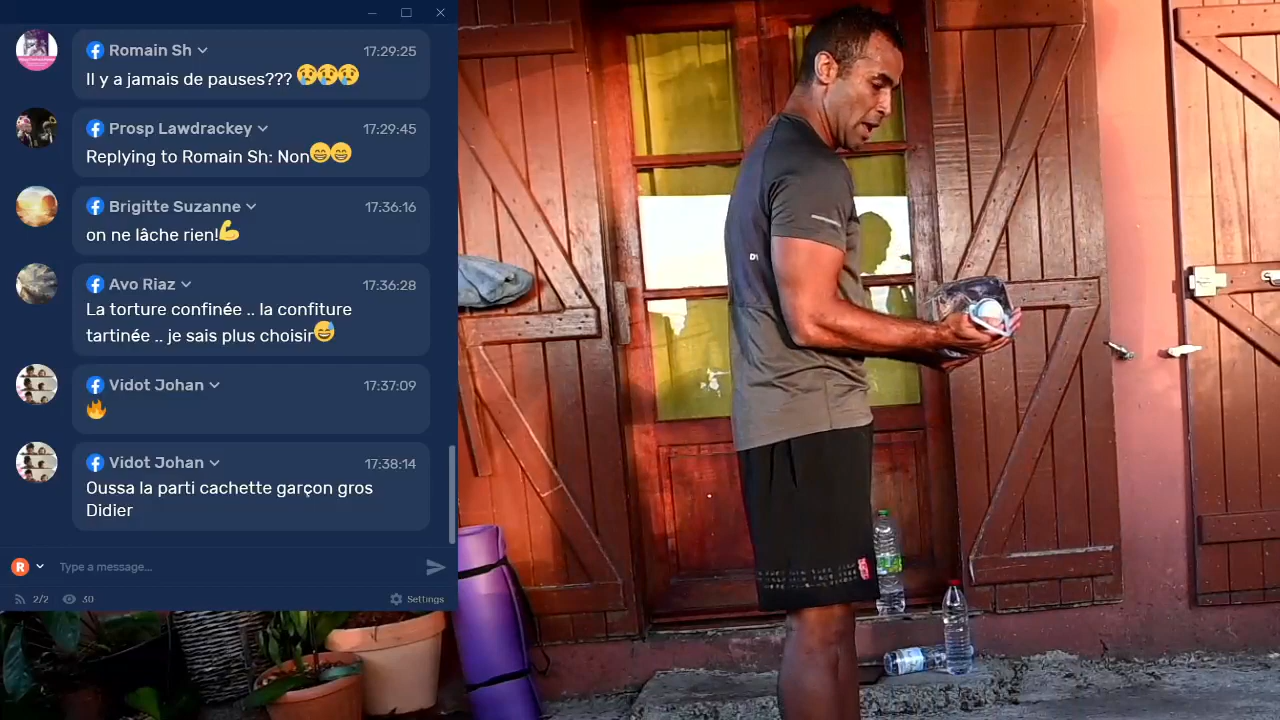 Romain Sh 17:29:25
Il y a jamais de pauses??? 😢😢😢
Prosp Lawdrackey 17:29:45
Replying to Romain Sh: Non😁😁
Brigitte Suzanne 17:36:16
on ne lâche rien!💪
Avo Riaz 17:36:28
La torture confinée .. la confiture
tartinée .. je sais plus choisir😅
Vidot Johan 17:37:09
🔥
Vidot Johan 17:38:14
Oussa la parti cachette garçon gros
Didier
R Type a message...
2/2 30 Settings